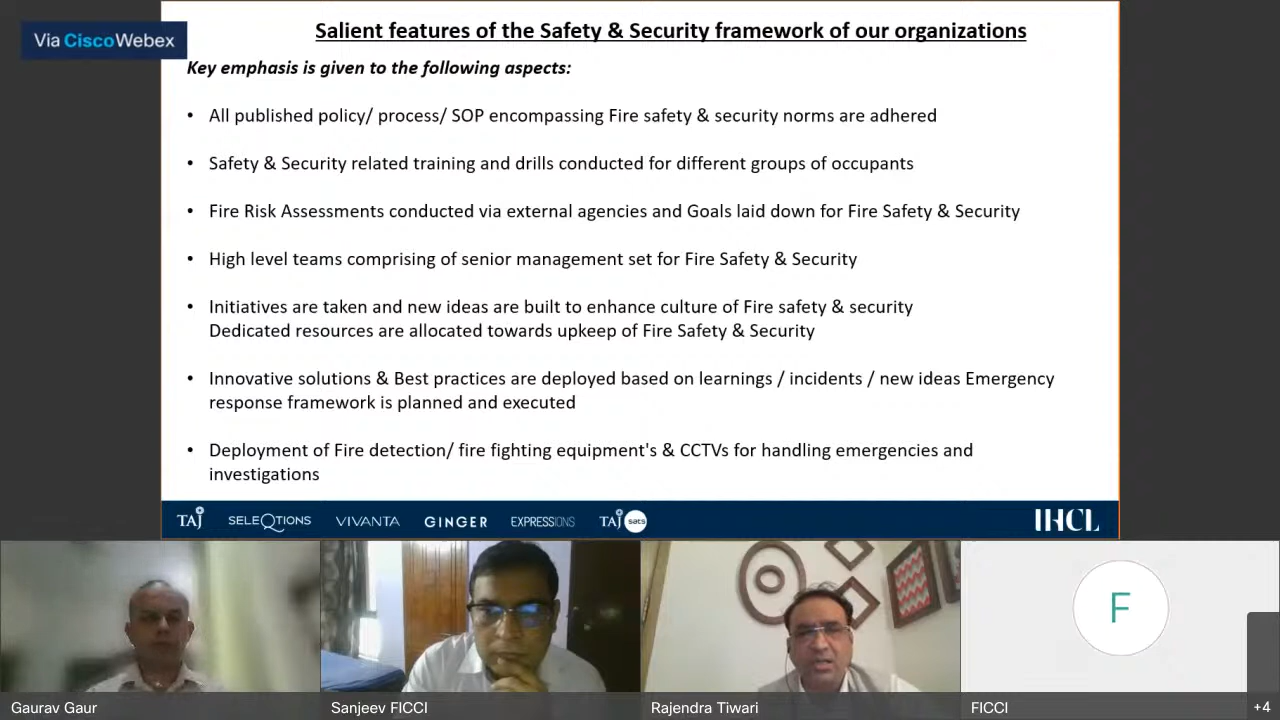 Via Cisco Webex
Salient features of the Safety & Security framework of our organizations
Key emphasis is given to the following aspects:
• All published policy/ process/ SOP encompassing Fire safety & security norms are adhered
• Safety & Security related training and drills conducted for different groups of occupants
• Fire Risk Assessments conducted via external agencies and Goals laid down for Fire Safety & Security
• High level teams comprising of senior management set for Fire Safety & Security
• Initiatives are taken and new ideas are built to enhance culture of Fire safety & security
Dedicated resources are allocated towards upkeep of Fire Safety & Security
• Innovative solutions & Best practices are deployed based on learnings / incidents / new ideas Emergency
response framework is planned and executed
• Deployment of Fire detection/ fire fighting equipment's & CCTVs for handling emergencies and
investigations
TAJ SELEQTIONS VIVANTA GINGER EXPRESSIONS TAJ sats IHCL
F
Gaurav Gaur Sanjeev FICCI Rajendra Tiwari FICCI +4